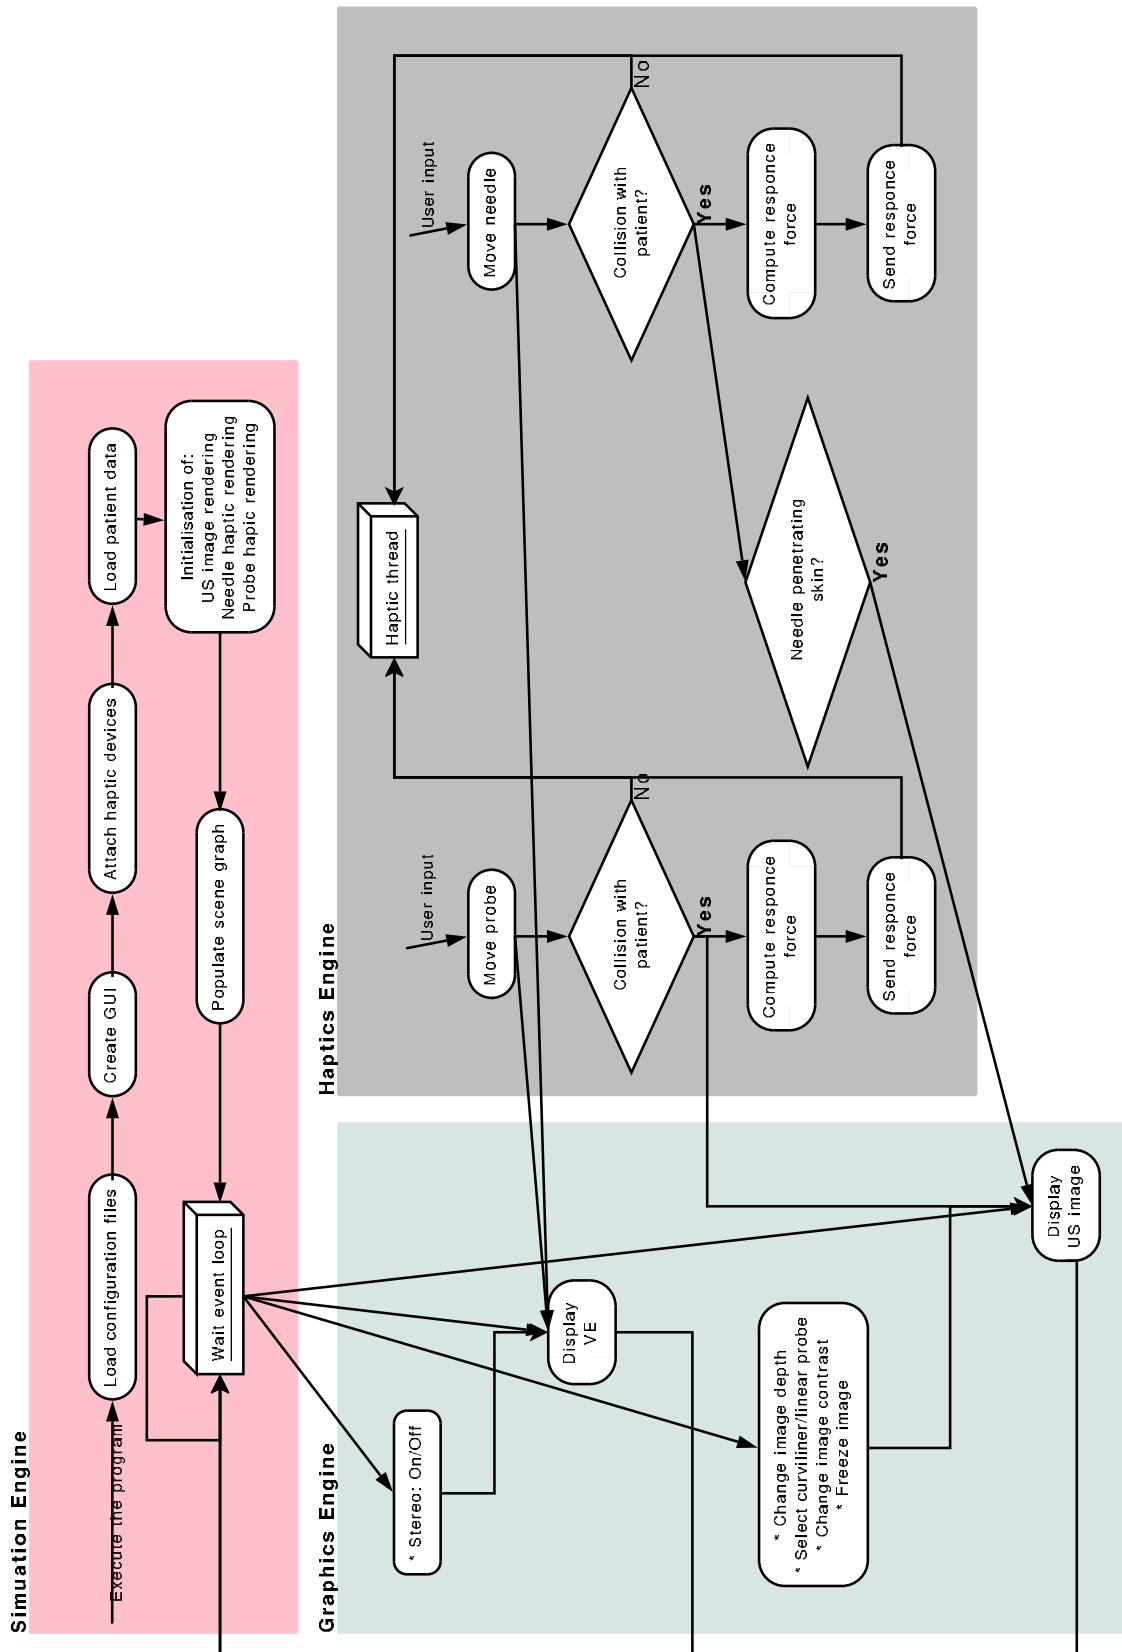 Simuation Engine
Execute the program
Load configuration files
Create GUI
Attach haptic devices
Load patient data
Initialisation of:
US image rendering
Needle haptic rendering
Probe hapic rendering
Populate scene graph
Wait event loop
Graphics Engine
* Stereo: On/Off
Display
VE
* Change image depth
* Select curviliner/linear probe
* Change image contrast
* Freeze image
Display
US image
Haptics Engine
Haptic thread
User input
Move probe
Collision with
patient?
No
Yes
Compute responce
force
Send responce
force
User input
Move needle
Collision with
patient?
No
Yes
Compute responce
force
Send responce
force
Needle penetrating
skin?
Yes